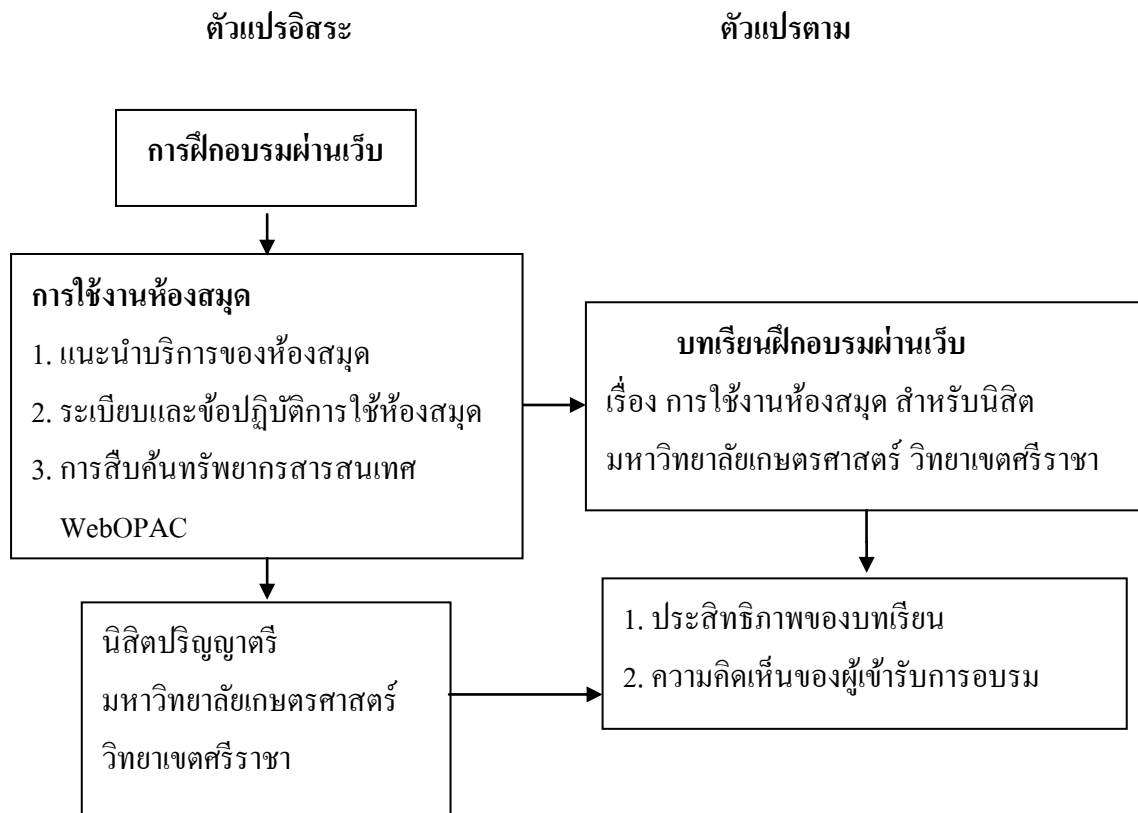 ตัวแปรอิสระ ตัวแปรตาม
การฝึกอบรมผ่านเว็บ
การใช้งานห้องสมุด
1. แนะนำบริการของห้องสมุด
2. ระเบียบและข้อปฏิบัติการใช้ห้องสมุด
3. การสืบค้นทรัพยากรสารสนเทศ
WebOPAC
บทเรียนฝึกอบรมผ่านเว็บ
เรื่อง การใช้งานห้องสมุด สำหรับนิสิต
มหาวิทยาลัยเกษตรศาสตร์ วิทยาเขตศรีราชา
นิสิตปริญญาตรี
มหาวิทยาลัยเกษตรศาสตร์
วิทยาเขตศรีราชา
1. ประสิทธิภาพของบทเรียน
2. ความคิดเห็นของผู้เข้ารับการอบรม